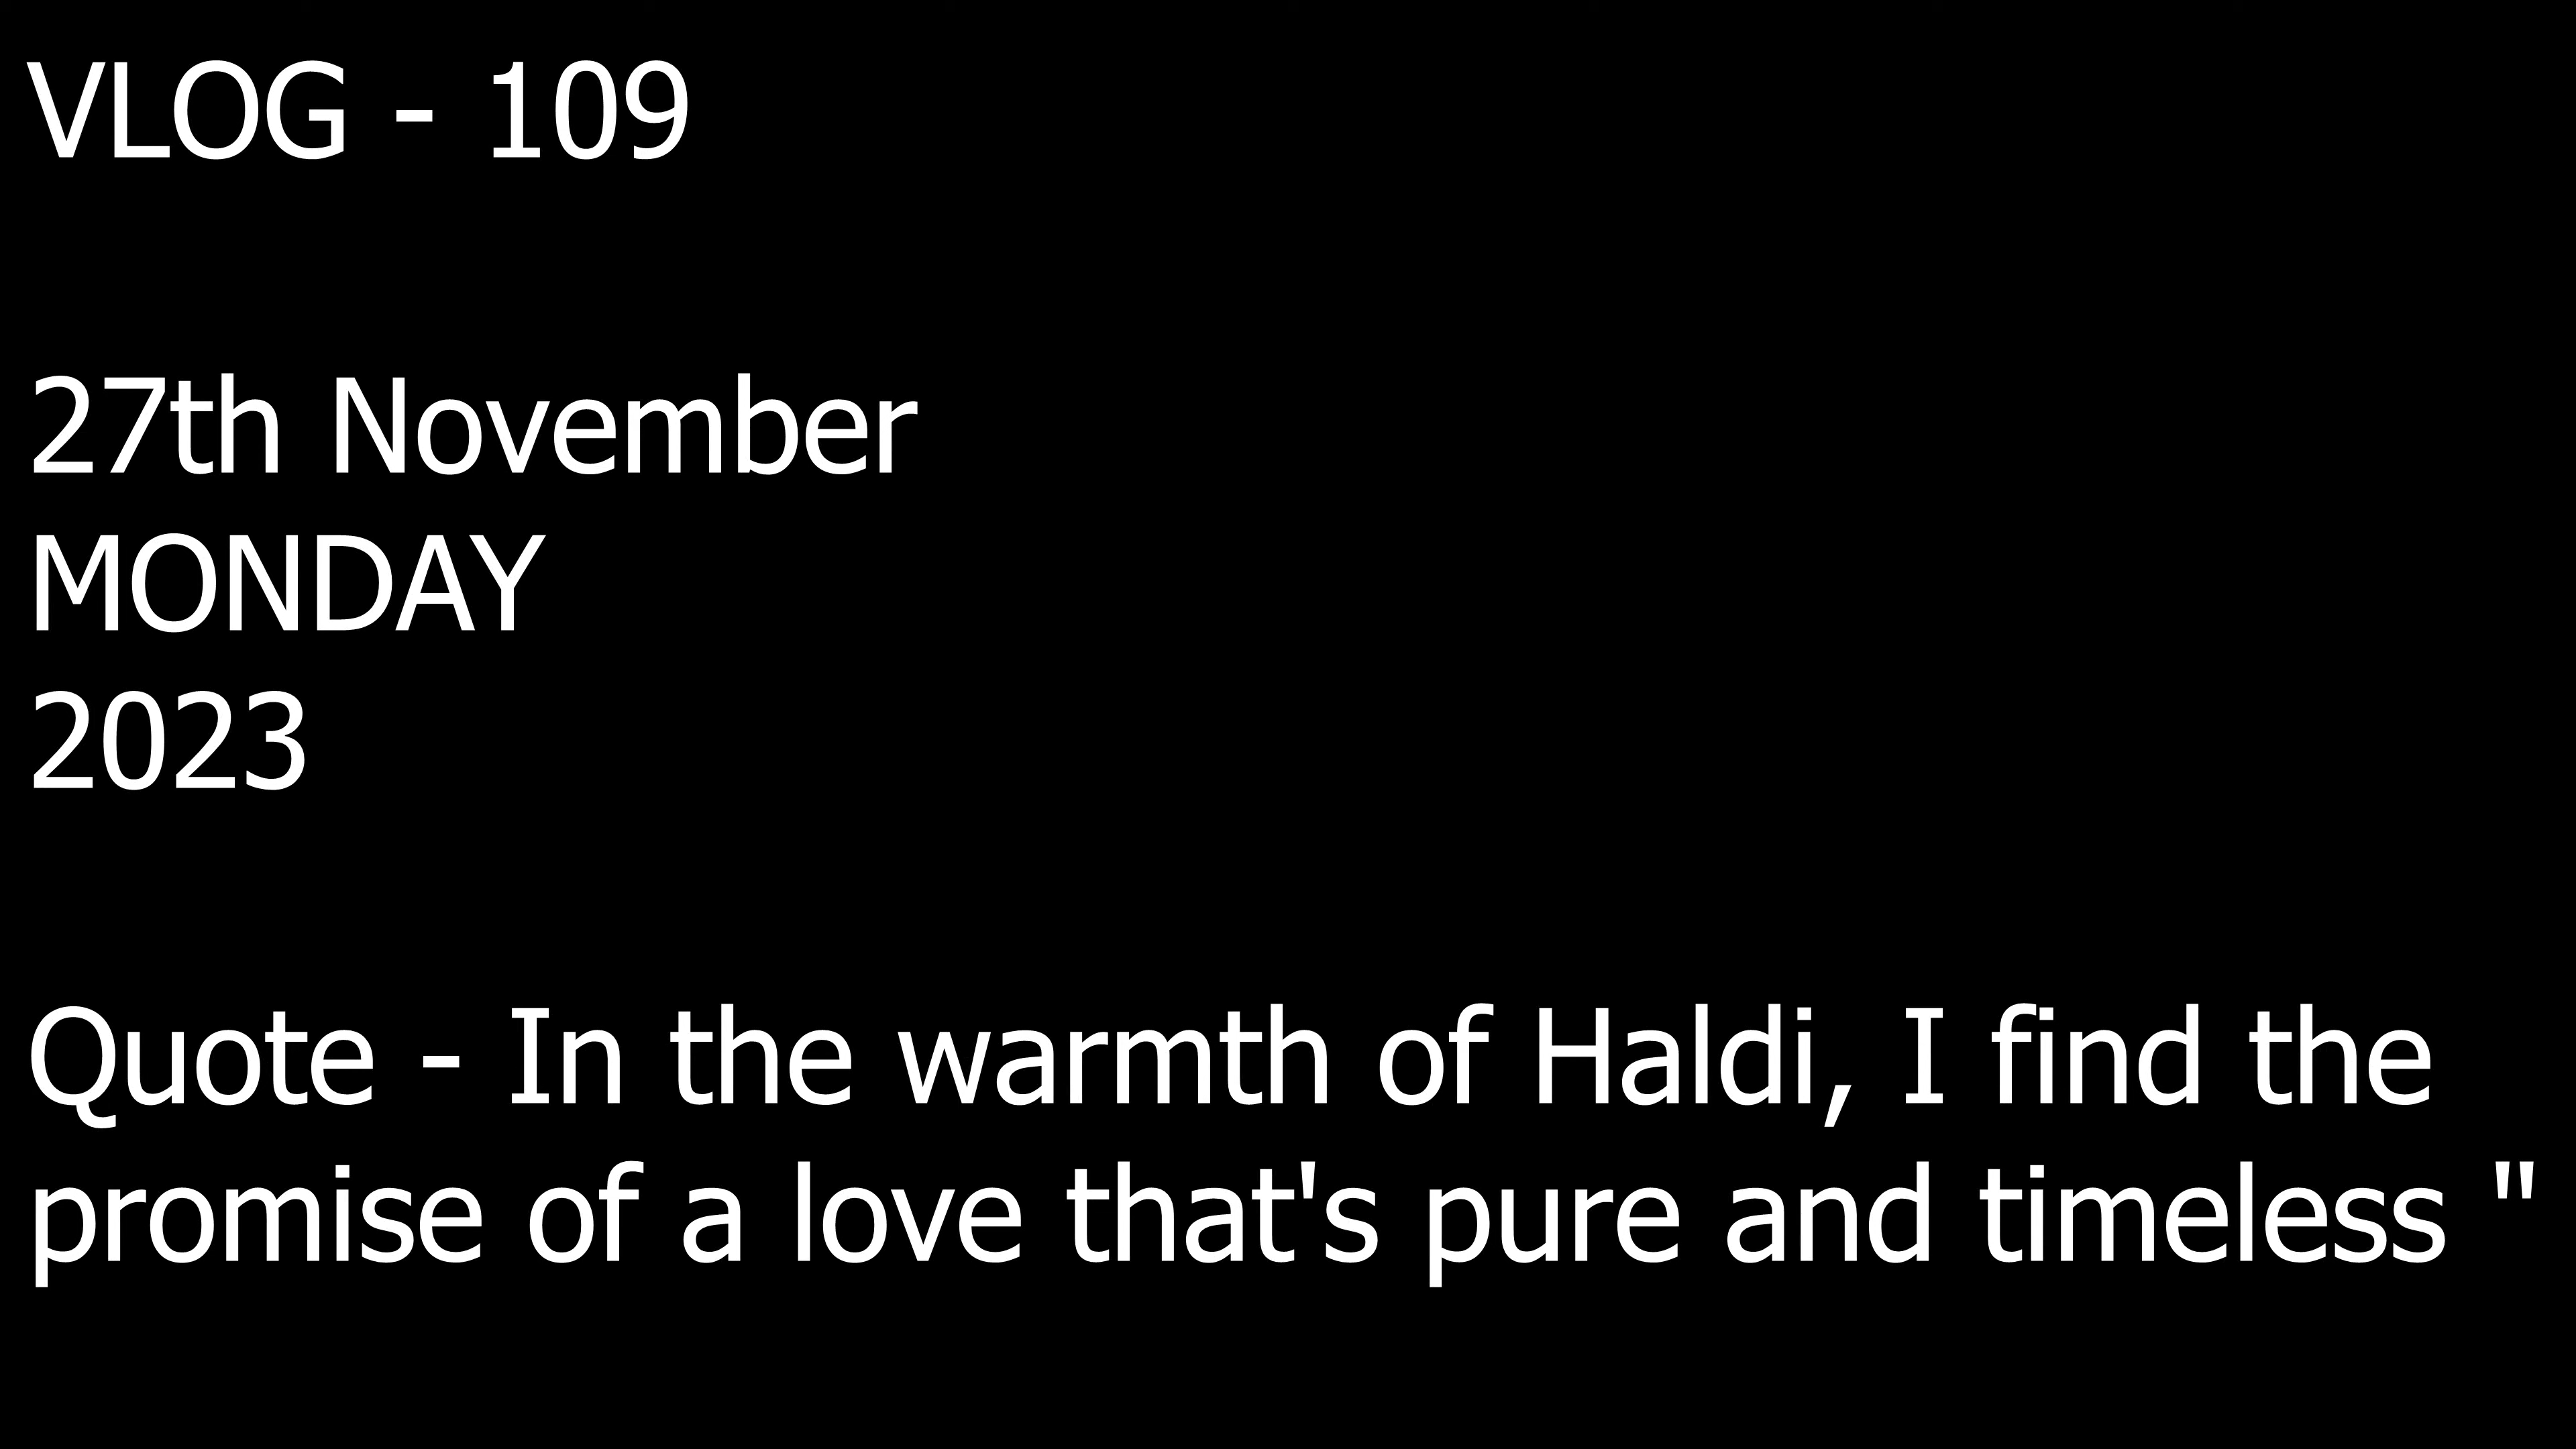 VLOG - 109
27th November
MONDAY
2023
Quote - In the warmth of Haldi, I find the
promise of a love that's pure and timeless "